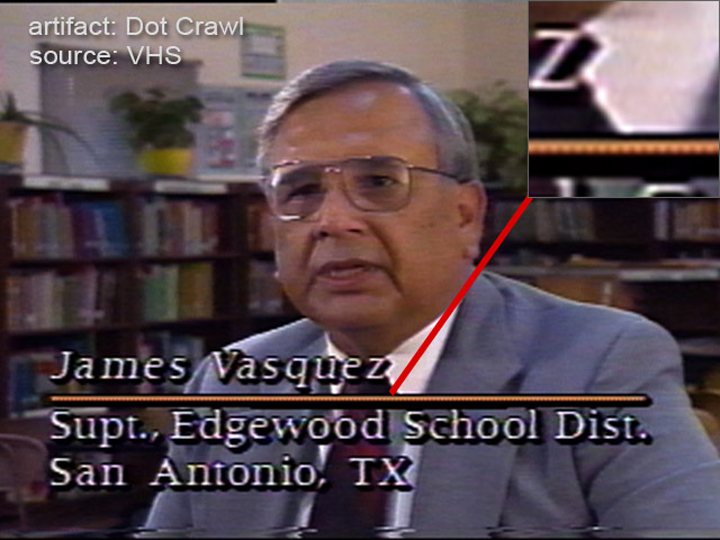 artifact: Dot Crawl
source: VHS
James Vasquez
Supt., Edgewood School Dist.
San Antonio, TX